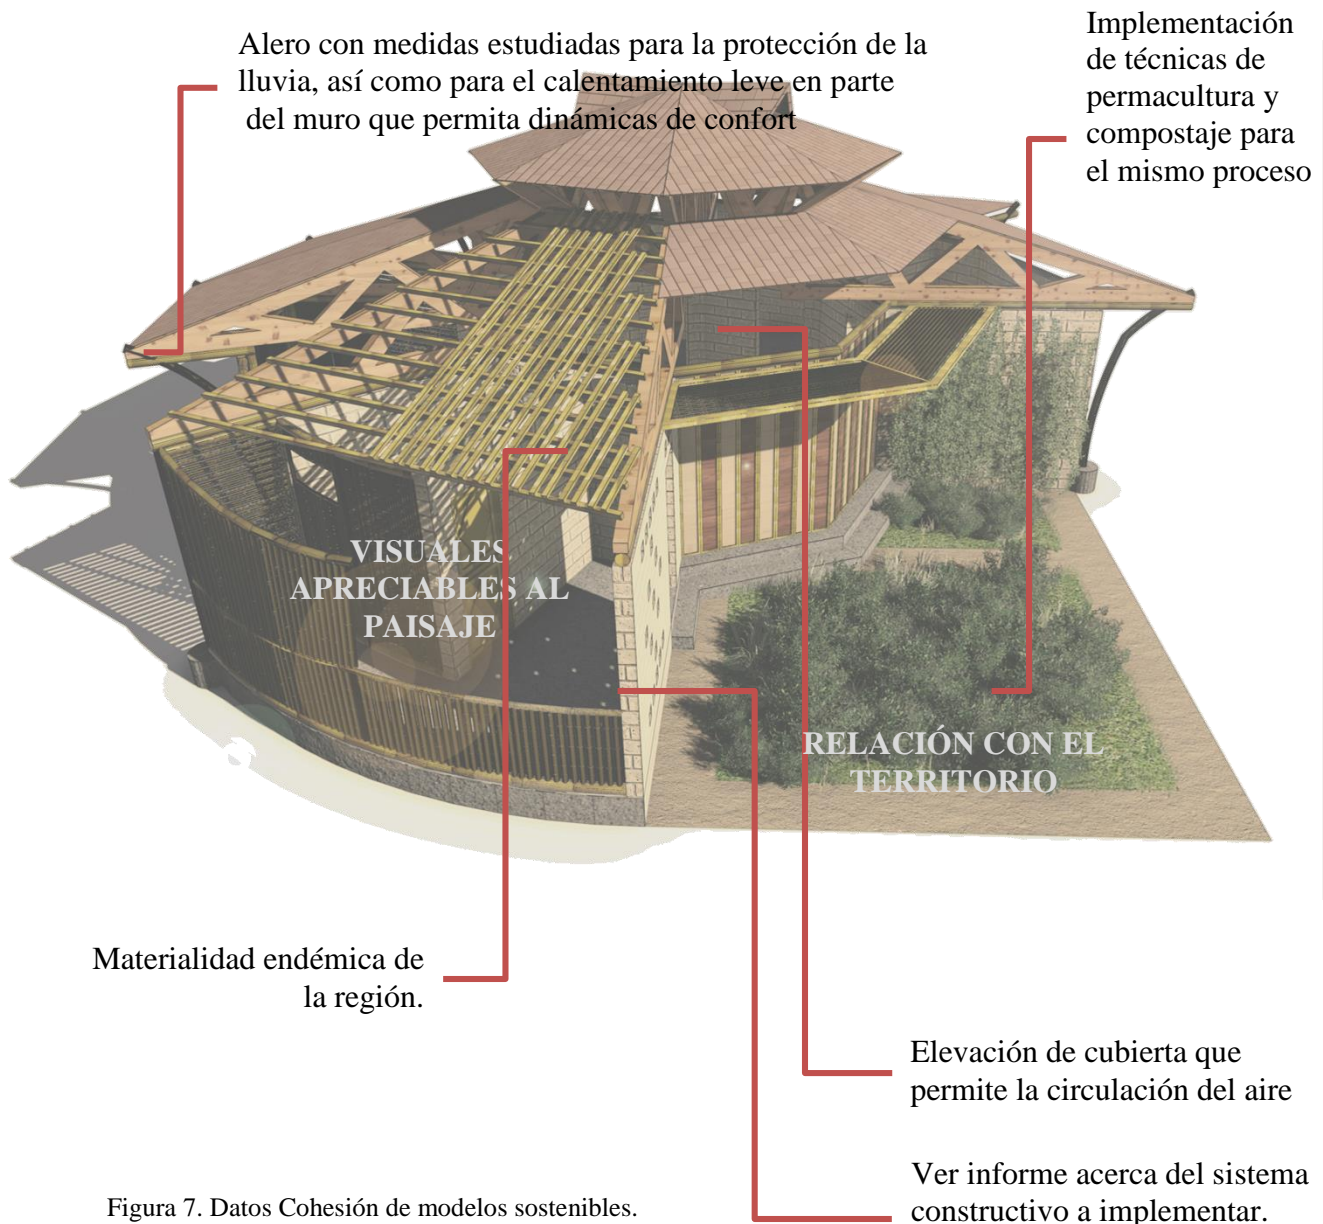 Alero con medidas estudiadas para la protección de la
lluvia, así como para el calentamiento leve en parte
del muro que permita dinámicas de confort
Implementación
de técnicas de
permacultura y
compostaje para
el mismo proceso
VISUALES
APRECIABLES AL
PAISAJE
RELACIÓN CON EL
TERRITORIO
Materialidad endémica de
la región.
Elevación de cubierta que
permite la circulación del aire
Ver informe acerca del sistema
constructivo a implementar.
Figura 7. Datos Cohesión de modelos sostenibles.